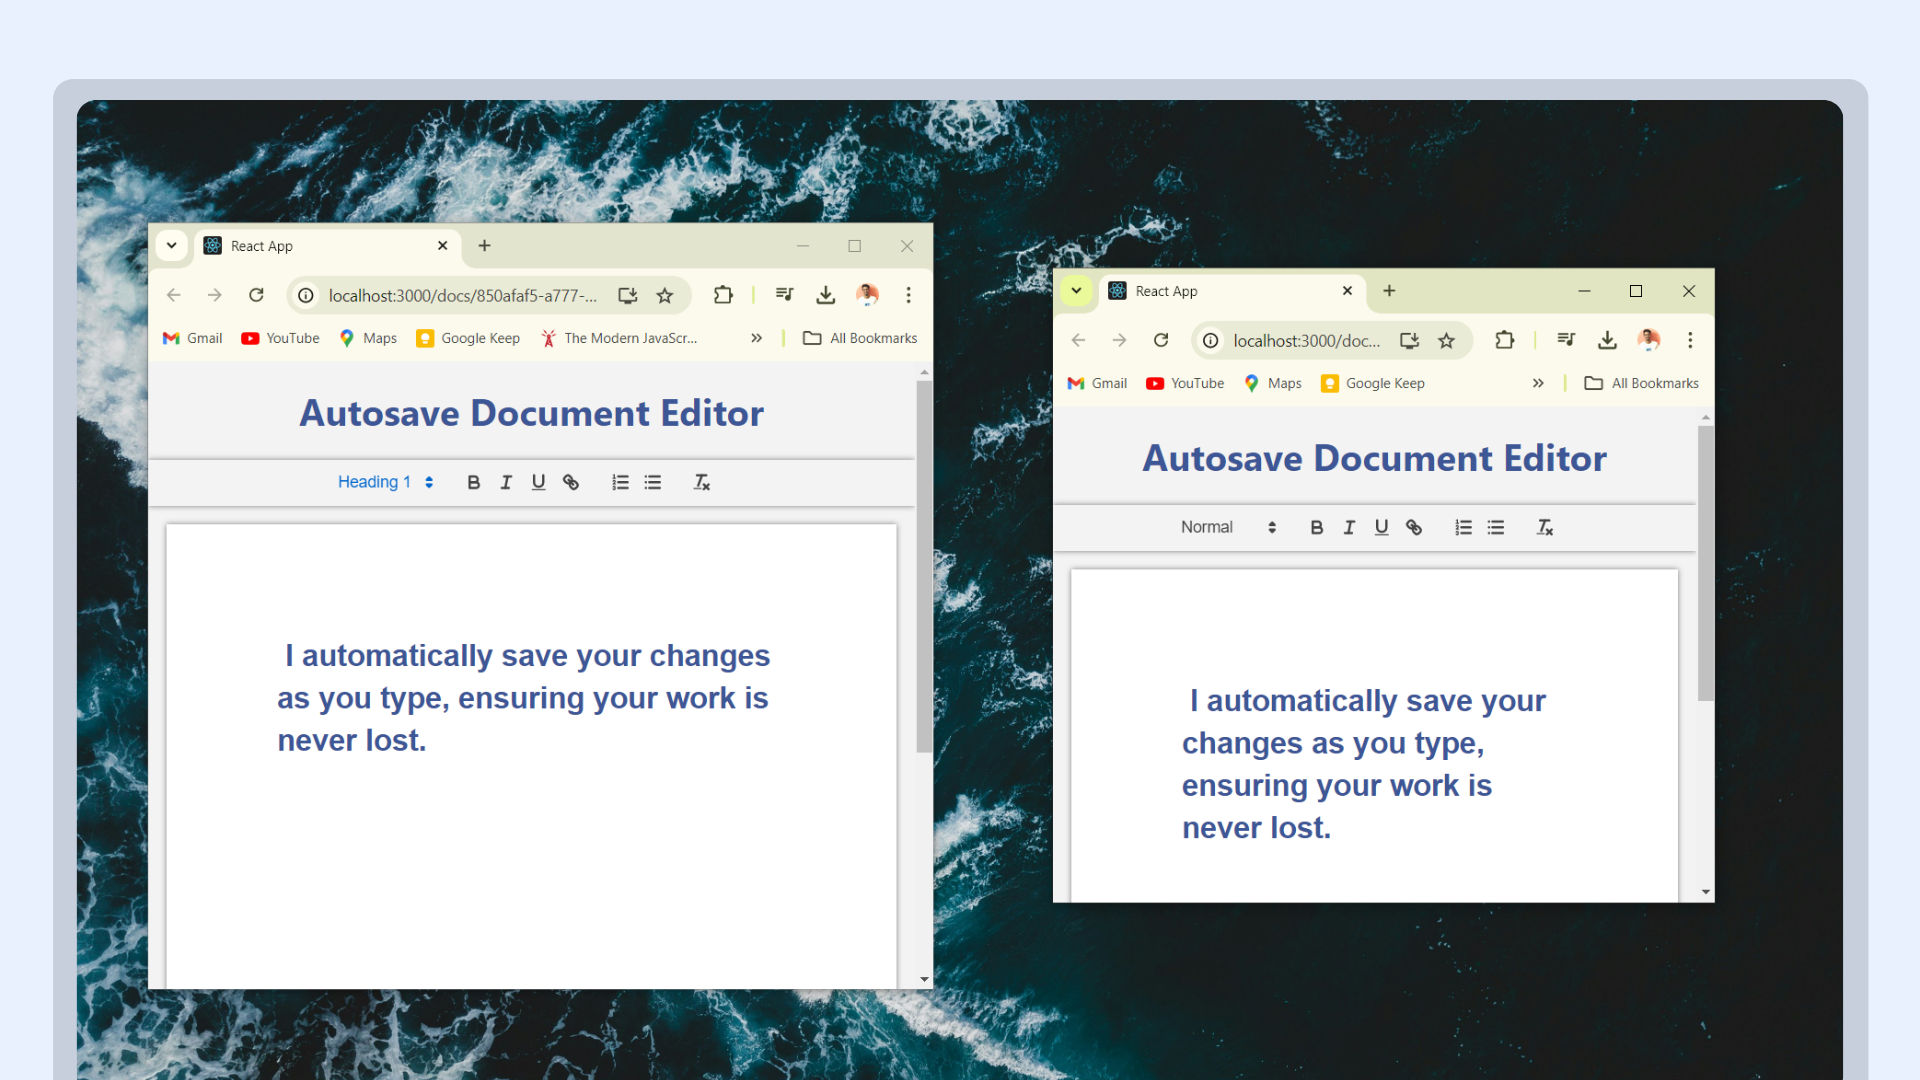 React App
localhost:3000/docs/850afaf5-a777-...
Gmail YouTube Maps Google Keep The Modern JavaScr... All Bookmarks
Autosave Document Editor
Heading 1 B I U
I automatically save your changes
as you type, ensuring your work is
never lost.
React App
localhost:3000/doc...
Gmail YouTube Maps Google Keep All Bookmarks
Autosave Document Editor
Normal B I U
I automatically save your
changes as you type,
ensuring your work is
never lost.